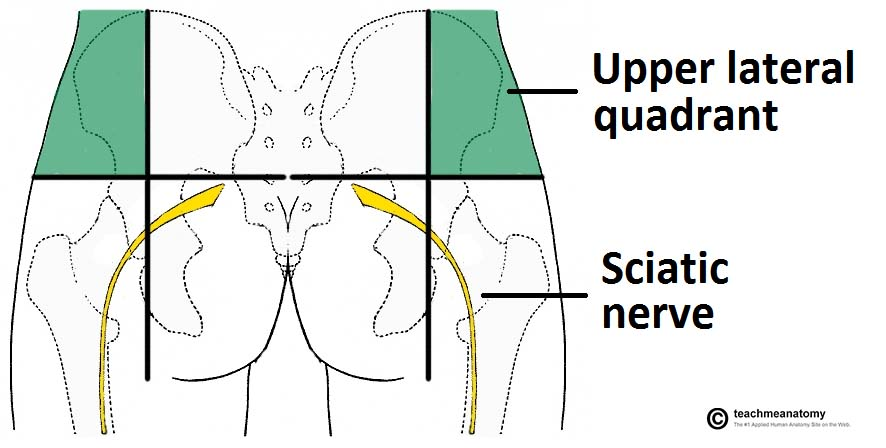 Upper lateral
quadrant
Sciatic
nerve
© teachmeanatomy
The #1 Applied Human Anatomy Site on the Web.